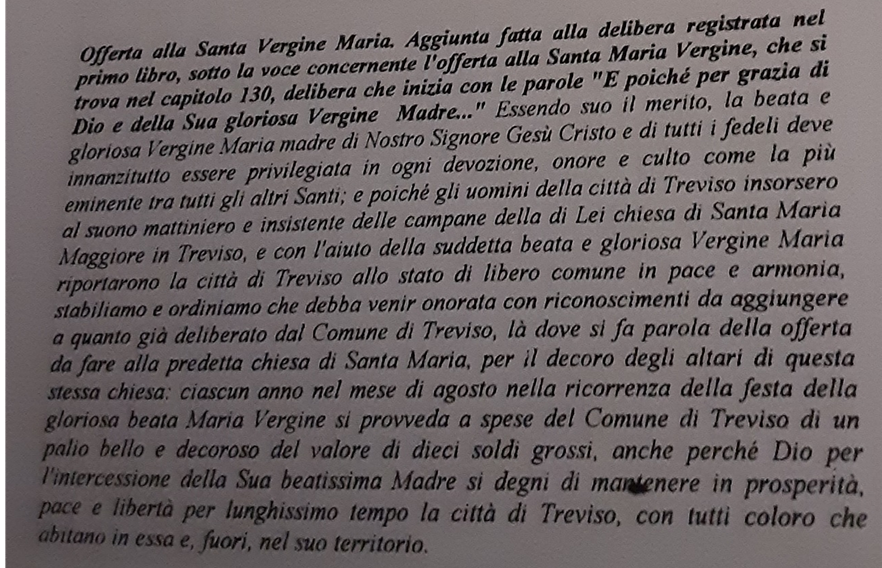 Offerta alla Santa Vergine Maria. Aggiunta fatta alla delibera registrata nel
primo libro, sotto la voce concernente l'offerta alla Santa Maria Vergine, che si
trova nel capitolo 130, delibera che inizia con le parole "E poiché per grazia di
Dio e della Sua gloriosa Vergine Madre..." Essendo suo il merito, la beata e
gloriosa Vergine Maria madre di Nostro Signore Gesù Cristo e di tutti i fedeli deve
innanzitutto essere privilegiata in ogni devozione, onore e culto come la più
eminente tra tutti gli altri Santi; e poiché gli uomini della città di Treviso insorsero
al suono mattiniero e insistente delle campane della di Lei chiesa di Santa Maria
Maggiore in Treviso, e con l'aiuto della suddetta beata e gloriosa Vergine Maria
riportarono la città di Treviso allo stato di libero comune in pace e armonia,
stabiliamo e ordiniamo che debba venir onorata con riconoscimenti da aggiungere
a quanto già deliberato dal Comune di Treviso, là dove si fa parola della offerta
da fare alla predetta chiesa di Santa Maria, per il decoro degli altari di questa
stessa chiesa: ciascun anno nel mese di agosto nella ricorrenza della festa della
gloriosa beata Maria Vergine si provveda a spese del Comune di Treviso di un
palio bello e decoroso del valore di dieci soldi grossi, anche perché Dio per
l'intercessione della Sua beatissima Madre si degni di mantenere in prosperità,
pace e libertà per lunghissimo tempo la città di Treviso, con tutti coloro che
abitano in essa e, fuori, nel suo territorio.